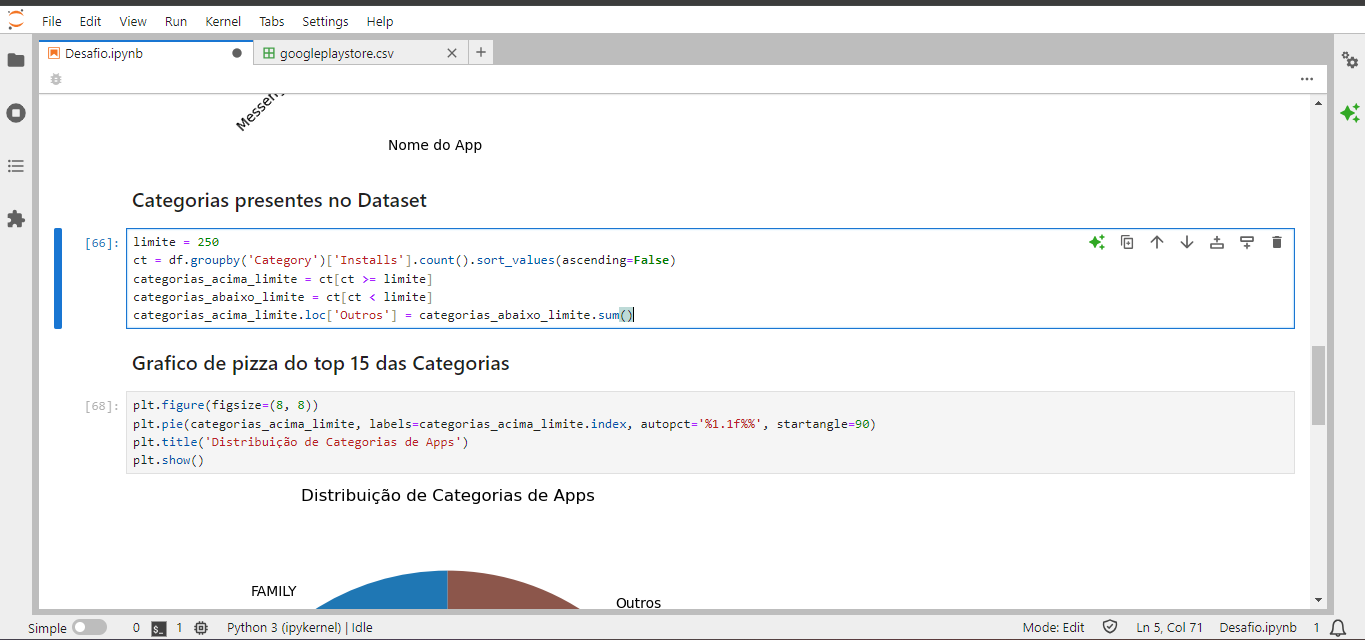 File Edit View Run Kernel Tabs Settings Help
Desafio.ipynb googleplaystore.csv
Nome do App
Categorias presentes no Dataset
[66]:
limite = 250
ct = df.groupby('Category')['Installs'].count().sort_values(ascending=False)
categorias_acima_limite = ct[ct >= limite]
categorias_abaixo_limite = ct[ct < limite]
categorias_acima_limite.loc['Outros'] = categorias_abaixo_limite.sum()
Grafico de pizza do top 15 das Categorias
[68]:
plt.figure(figsize=(8, 8))
plt.pie(categorias_acima_limite, labels=categorias_acima_limite.index, autopct='%1.1f%%', startangle=90)
plt.title('Distribuição de Categorias de Apps')
plt.show()
Distribuição de Categorias de Apps
FAMILY
Outros
Simple 0 $_ 1 Python 3 (ipykernel) | Idle Mode: Edit Ln 5, Col 71 Desafio.ipynb 1